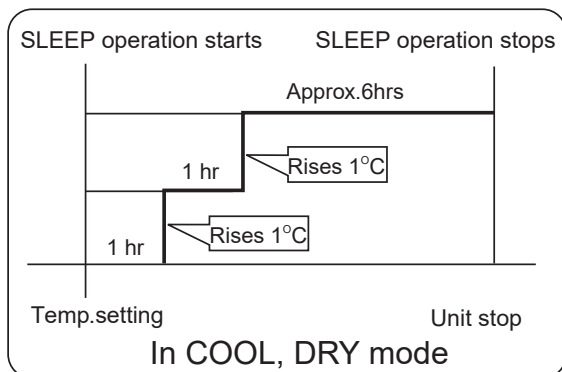 SLEEP operation starts
SLEEP operation stops
Approx.6hrs
1 hr
Rises 1°C
1 hr
Rises 1°C
Temp.setting
Unit stop
In COOL, DRY mode